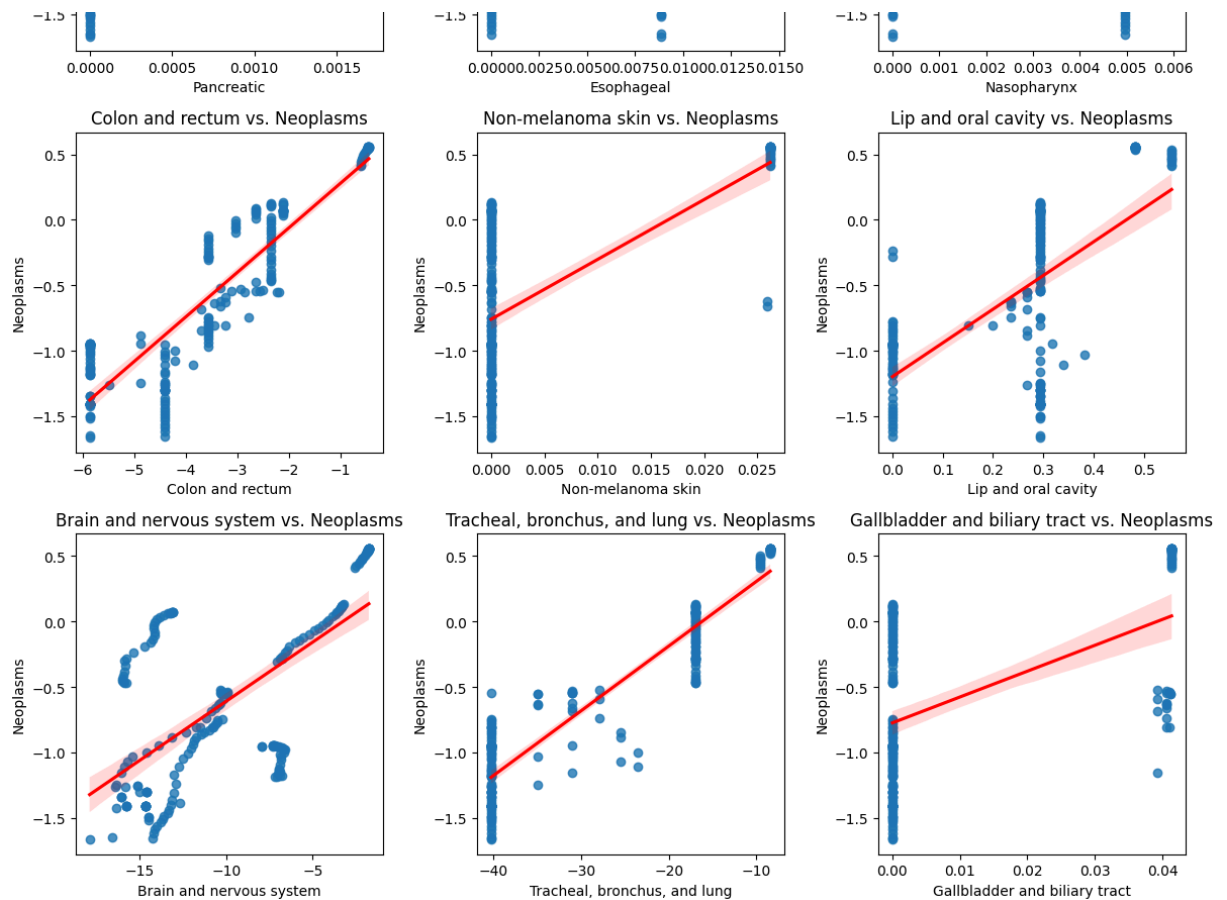 −1.5 −1.5 −1.5
0.0000 0.0005 0.0010 0.0015 0.0000 0.0025 0.0050 0.0075 0.0100 0.0125 0.0150 0.000 0.001 0.002 0.003 0.004 0.005 0.006
Pancreatic Esophageal Nasopharynx
Colon and rectum vs. Neoplasms
0.5
0.0
−0.5
−1.0
−1.5
Neoplasms
−6 −5 −4 −3 −2 −1
Colon and rectum
Non-melanoma skin vs. Neoplasms
0.5
0.0
−0.5
−1.0
−1.5
Neoplasms
0.000 0.005 0.010 0.015 0.020 0.025
Non-melanoma skin
Lip and oral cavity vs. Neoplasms
0.5
0.0
−0.5
−1.0
−1.5
Neoplasms
0.0 0.1 0.2 0.3 0.4 0.5
Lip and oral cavity
Brain and nervous system vs. Neoplasms
0.5
0.0
−0.5
−1.0
−1.5
Neoplasms
−15 −10 −5
Brain and nervous system
Tracheal, bronchus, and lung vs. Neoplasms
0.5
0.0
−0.5
−1.0
−1.5
Neoplasms
−40 −30 −20 −10
Tracheal, bronchus, and lung
Gallbladder and biliary tract vs. Neoplasms
0.5
0.0
−0.5
−1.0
−1.5
Neoplasms
0.00 0.01 0.02 0.03 0.04
Gallbladder and biliary tract